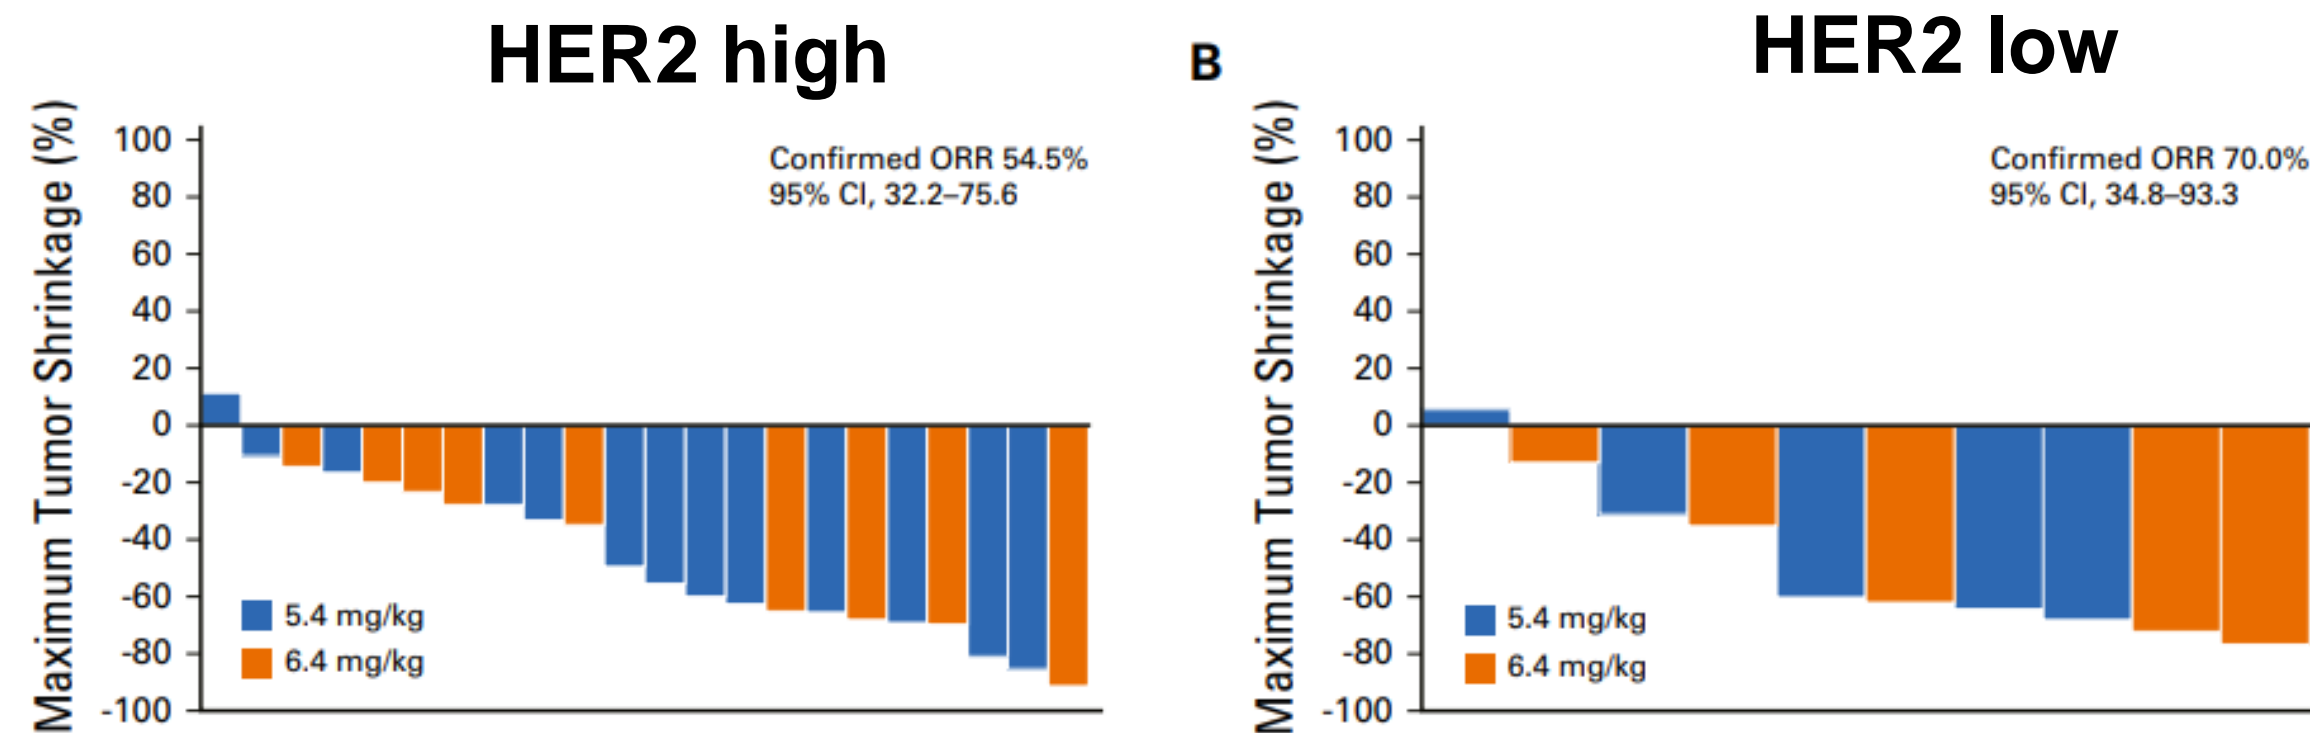 HER2 high
Maximum Tumor Shrinkage (%)
100
80
60
40
20
0
-20
-40
-60
-80
-100
Confirmed ORR 54.5%
95% CI, 32.2–75.6
5.4 mg/kg
6.4 mg/kg
B
HER2 low
Maximum Tumor Shrinkage (%)
100
80
60
40
20
0
-20
-40
-60
-80
-100
Confirmed ORR 70.0%
95% CI, 34.8–93.3
5.4 mg/kg
6.4 mg/kg